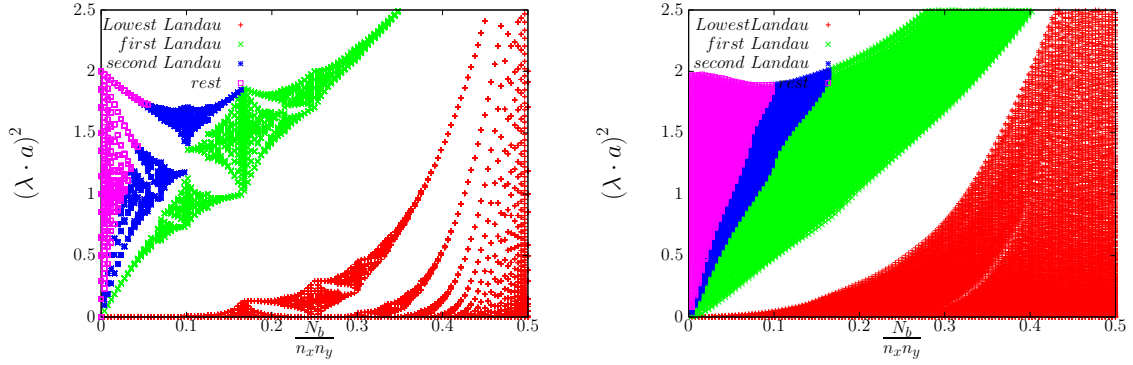 Lowest Landau
first Landau
second Landau
rest
(λ · a)²
2.5
2
1.5
1
0.5
0
0 0.1 0.2 0.3 0.4 0.5
N_b
n_x n_y
LowestLandau
first Landau
second Landau
rest
(λ · a)²
2.5
2
1.5
1
0.5
0
0 0.1 0.2 0.3 0.4 0.5
N_b
n_x n_y